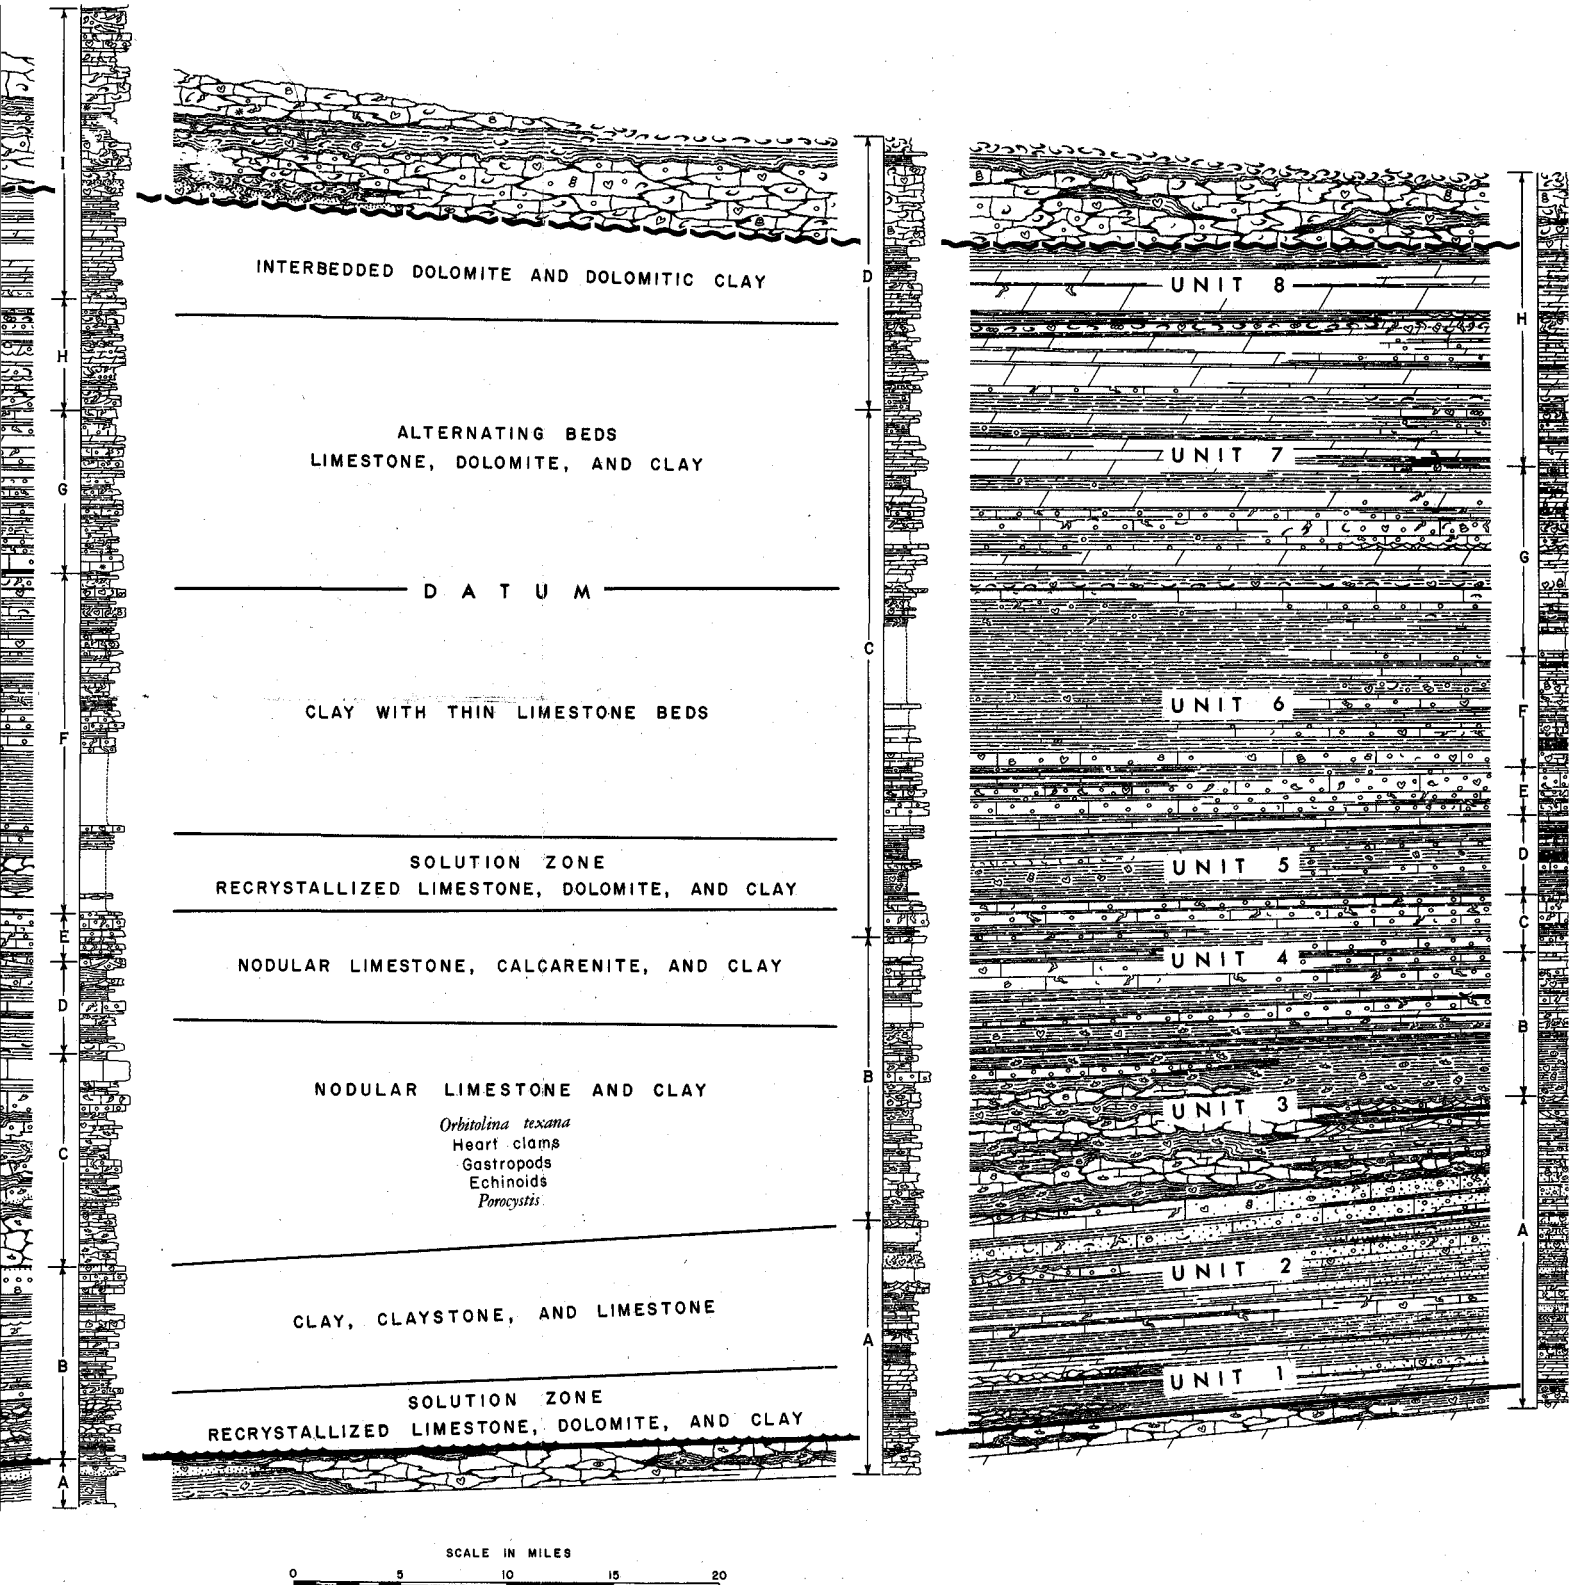 I
H
G
F
E
D
C
B
A
INTERBEDDED DOLOMITE AND DOLOMITIC CLAY
ALTERNATING BEDS
LIMESTONE, DOLOMITE, AND CLAY
DATUM
CLAY WITH THIN LIMESTONE BEDS
SOLUTION ZONE
RECRYSTALLIZED LIMESTONE, DOLOMITE, AND CLAY
NODULAR LIMESTONE, CALCARENITE, AND CLAY
NODULAR LIMESTONE AND CLAY
Orbitolina texana
Heart clams
Gastropods
Echinoids
Porocystis
CLAY, CLAYSTONE, AND LIMESTONE
SOLUTION ZONE
RECRYSTALLIZED LIMESTONE, DOLOMITE, AND CLAY
D
C
B
A
UNIT 8
UNIT 7
UNIT 6
UNIT 5
UNIT 4
UNIT 3
UNIT 2
UNIT 1
H
G
F
E
D
C
B
A
SCALE IN MILES
0 5 10 15 20